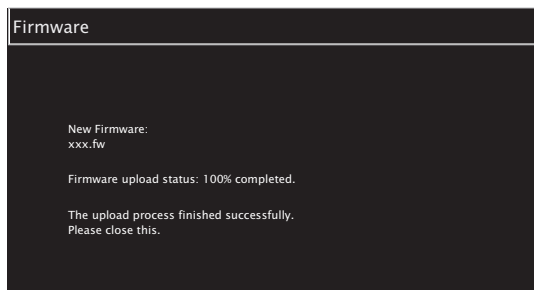 Firmware
New Firmware:
xxx.fw
Firmware upload status: 100% completed.
The upload process finished successfully.
Please close this.